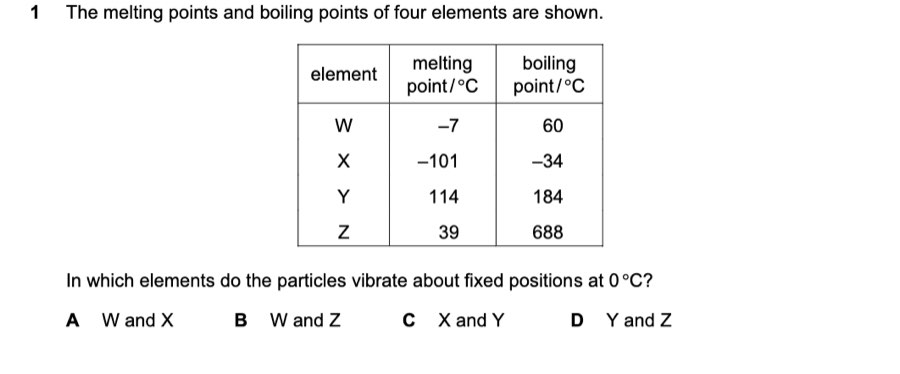 1 The melting points and boiling points of four elements are shown.
element melting point/°C boiling point/°C
W –7 60
X –101 –34
Y 114 184
Z 39 688
In which elements do the particles vibrate about fixed positions at 0 °C?
A W and X B W and Z C X and Y D Y and Z